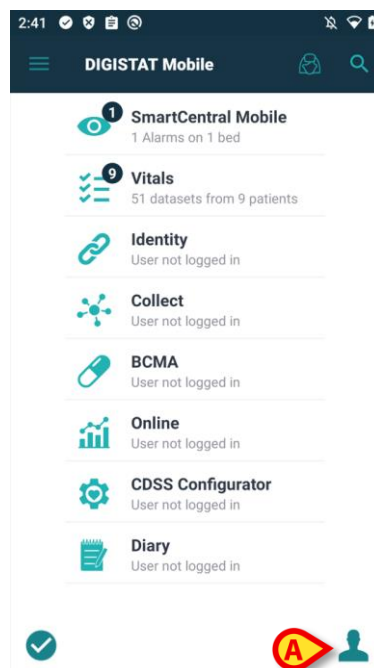 2:41
DIGISTAT Mobile
1
SmartCentral Mobile
1 Alarms on 1 bed
9
Vitals
51 datasets from 9 patients
Identity
User not logged in
Collect
User not logged in
BCMA
User not logged in
Online
User not logged in
CDSS Configurator
User not logged in
Diary
User not logged in
A